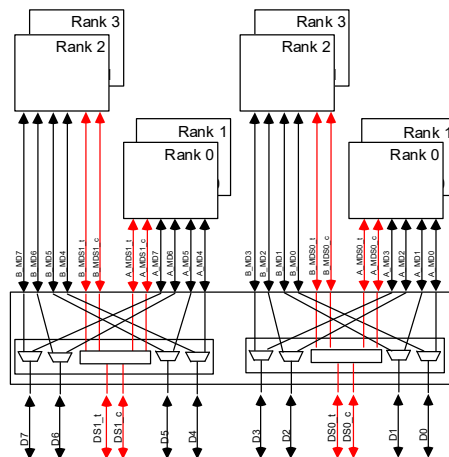 Rank 3
Rank 2
Rank 1
Rank 0
Rank 3
Rank 2
Rank 1
Rank 0
B_MD7
B_MD6
B_MD5
B_MD4
B_MDS1_t
B_MDS1_c
A_MDS1_t
A_MDS1_c
A_MD7
A_MD6
A_MD5
A_MD4
B_MD3
B_MD2
B_MD1
B_MD0
B_MDS0_t
B_MDS0_c
A_MDS0_t
A_MDS0_c
A_MD3
A_MD2
A_MD1
A_MD0
D7
D6
DS1_t
DS1_c
D5
D4
D3
D2
DS0_t
DS0_c
D1
D0